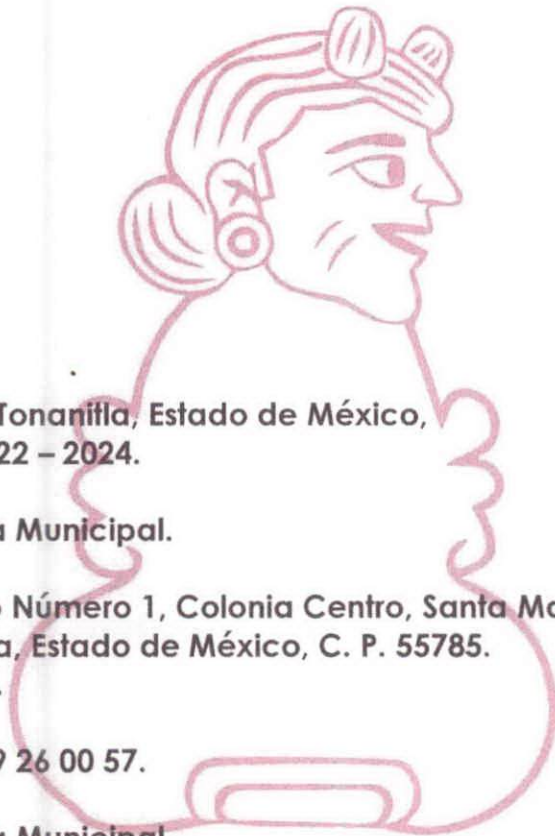 Tonanitla, Estado de México,
22 – 2024.
Municipal.
Número 1, Colonia Centro, Santa
Estado de México, C. P. 55785.
26 00 57.
Municipal